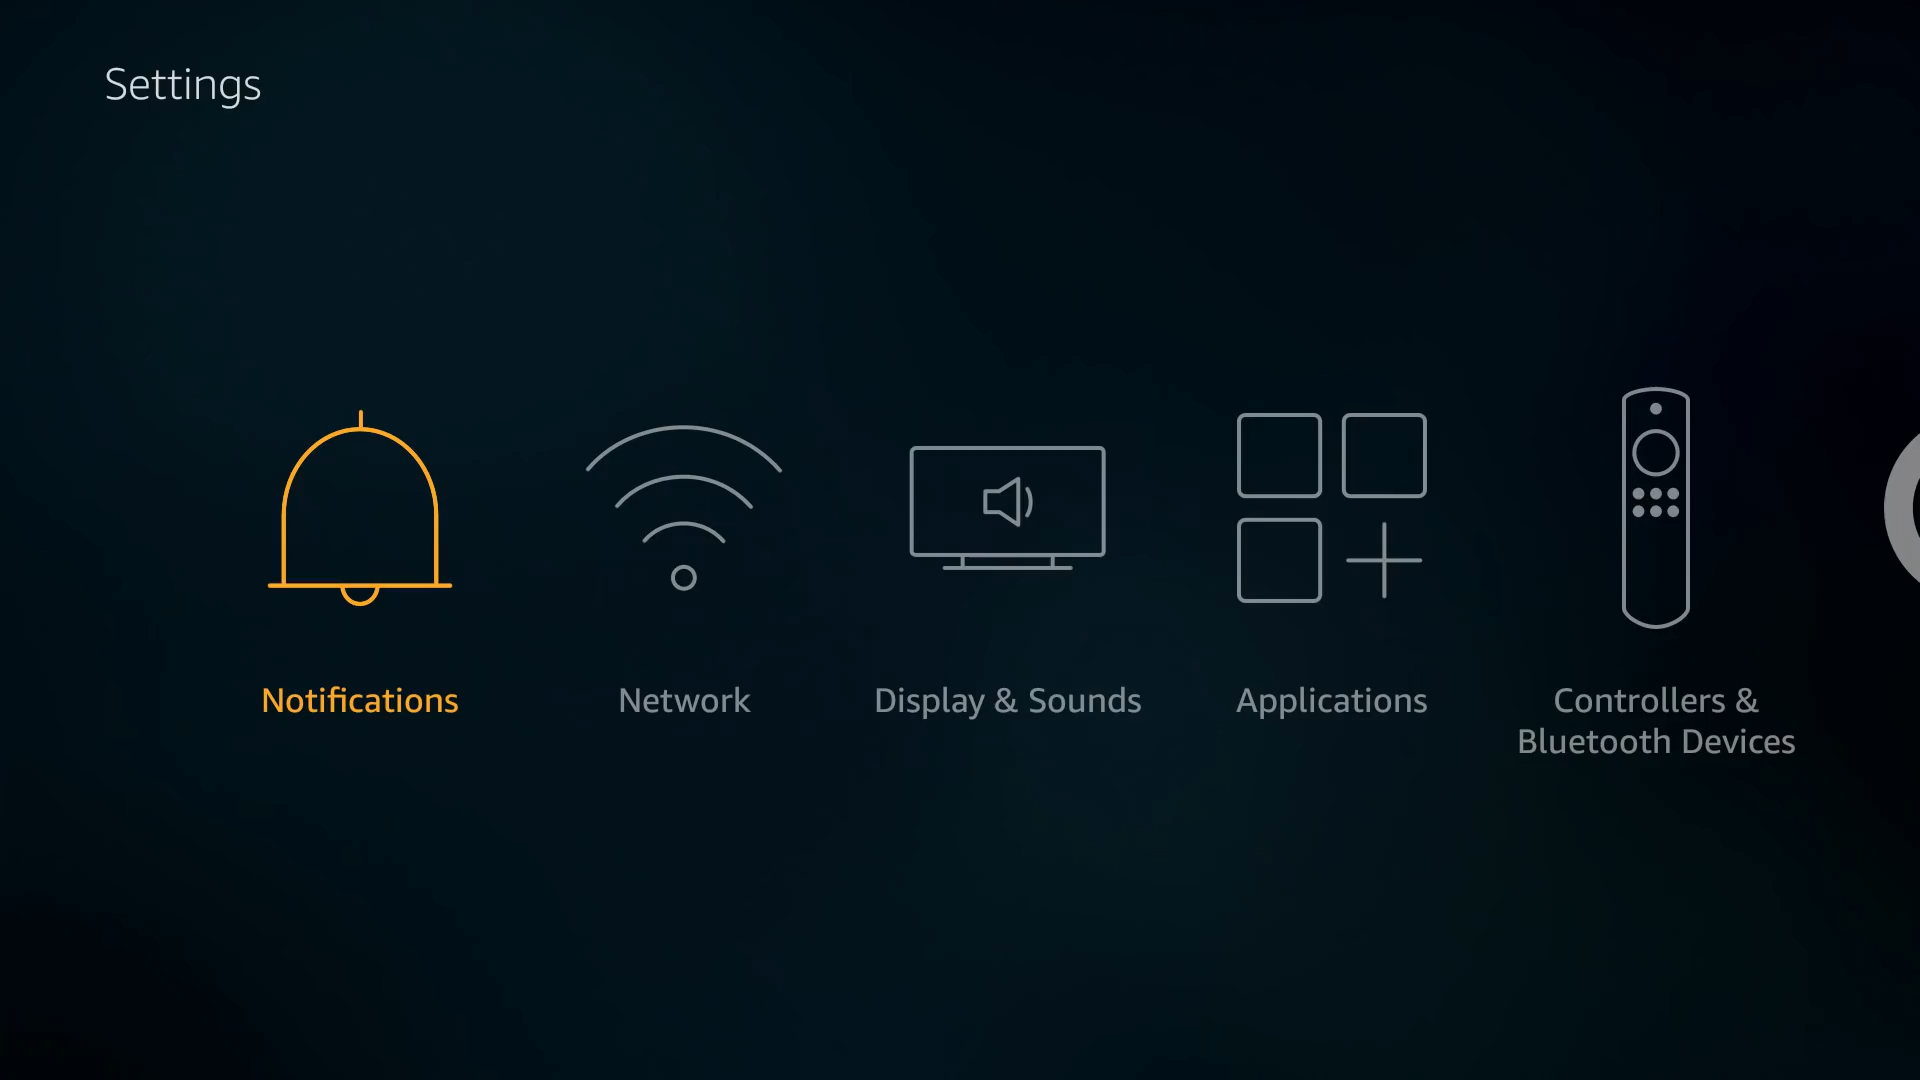 Settings
Notifications
Network
Display & Sounds
Applications
Controllers &
Bluetooth Devices